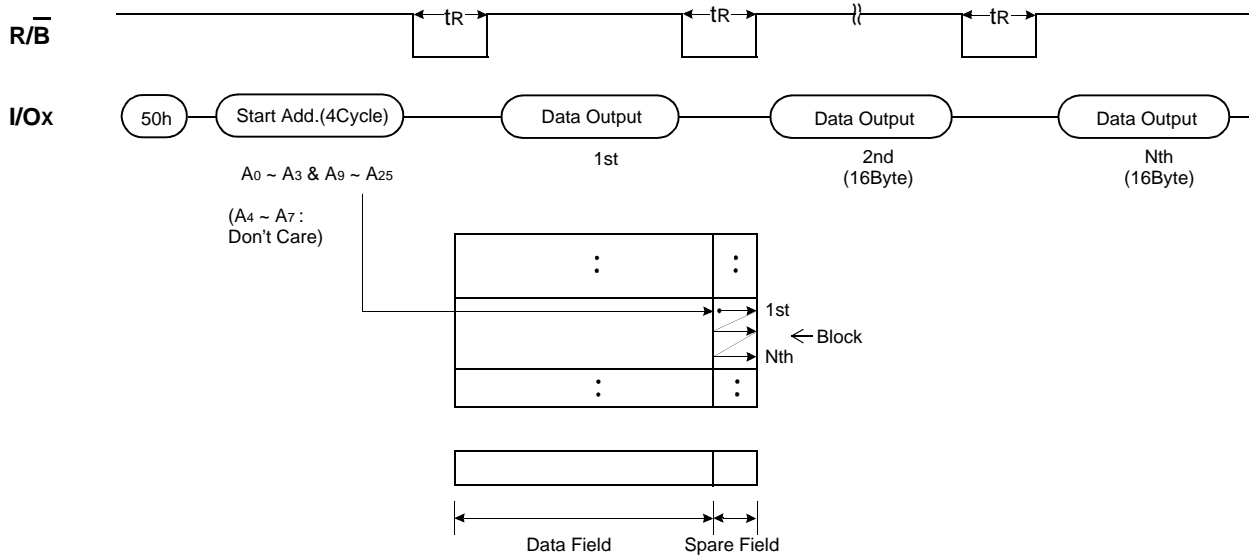 R/B
tR
tR
tR
I/Ox
50h
Start Add.(4Cycle)
Data Output
Data Output
Data Output
1st
2nd
(16Byte)
Nth
(16Byte)
A0 ~ A3 & A9 ~ A25
(A4 ~ A7 :
Don't Care)
1st
Block
Nth
Data Field
Spare Field